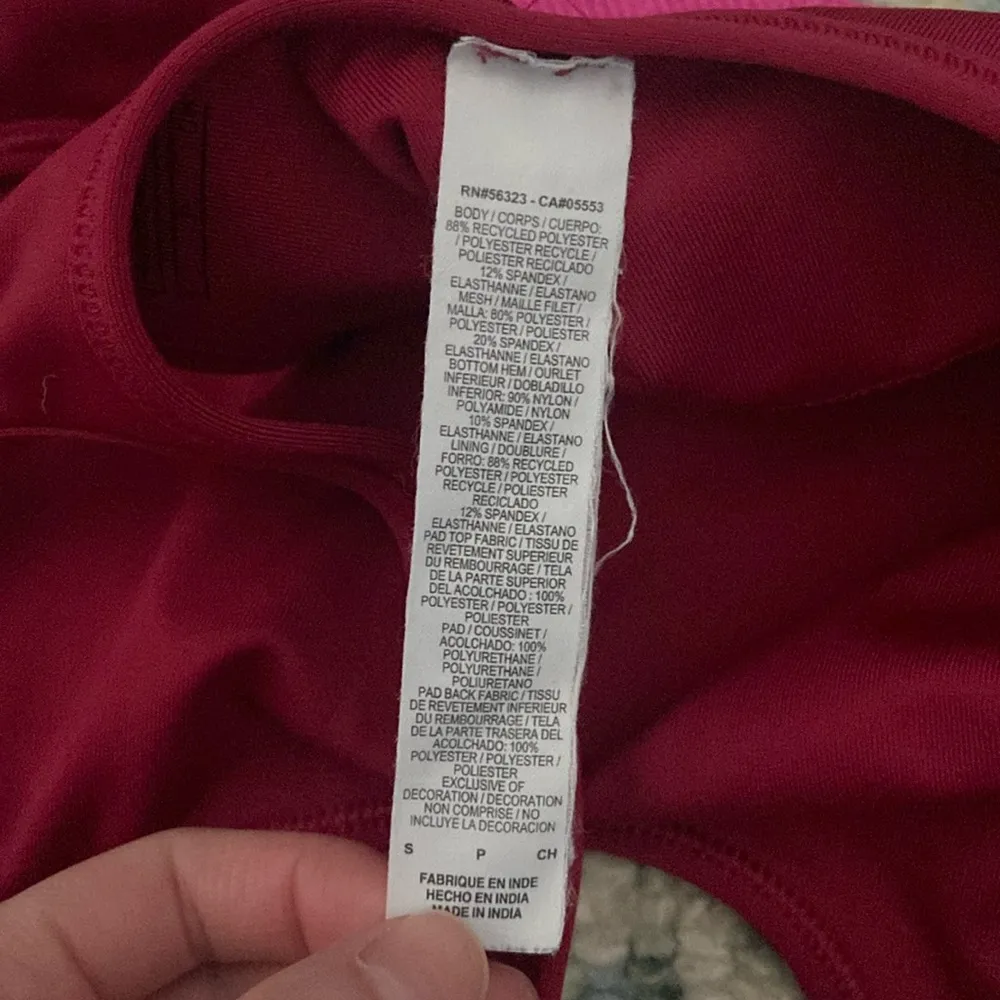 RN#56323 - CA#05553
BODY / CORPS / CUERPO:
88% RECYCLED POLYESTER
/ POLYESTER RECYCLE /
POLIESTER RECICLADO
12% SPANDEX /
ELASTHANNE / ELASTANO
MESH / MAILLE FILET /
MALLA: 80% POLYESTER /
POLYESTER / POLIESTER
20% SPANDEX /
ELASTHANNE / ELASTANO
BOTTOM HEM / OURLET
INFERIEUR / DOBLADILLO
INFERIOR: 90% NYLON /
POLYAMIDE / NYLON
10% SPANDEX /
ELASTHANNE / ELASTANO
LINING / DOUBLURE /
FORRO: 88% RECYCLED
POLYESTER / POLYESTER
RECYCLE / POLIESTER
RECICLADO
12% SPANDEX /
ELASTHANNE / ELASTANO
PAD TOP FABRIC / TISSU DE
REVETEMENT SUPERIEUR
DU REMBOURRAGE / TELA
DE LA PARTE SUPERIOR
DEL ACOLCHADO : 100%
POLYESTER / POLYESTER /
POLIESTER
PAD / COUSSINET /
ACOLCHADO: 100%
POLYURETHANE /
POLYURETHANE /
POLIURETANO
PAD BACK FABRIC / TISSU
DE REVETEMENT INFERIEUR
DU REMBOURRAGE / TELA
DE LA PARTE TRASERA DEL
ACOLCHADO: 100%
POLYESTER / POLYESTER /
POLIESTER
EXCLUSIVE OF
DECORATION / DECORATION
NON COMPRISE / NO
INCLUYE LA DECORACION
S P CH
FABRIQUE EN INDE
HECHO EN INDIA
MADE IN INDIA